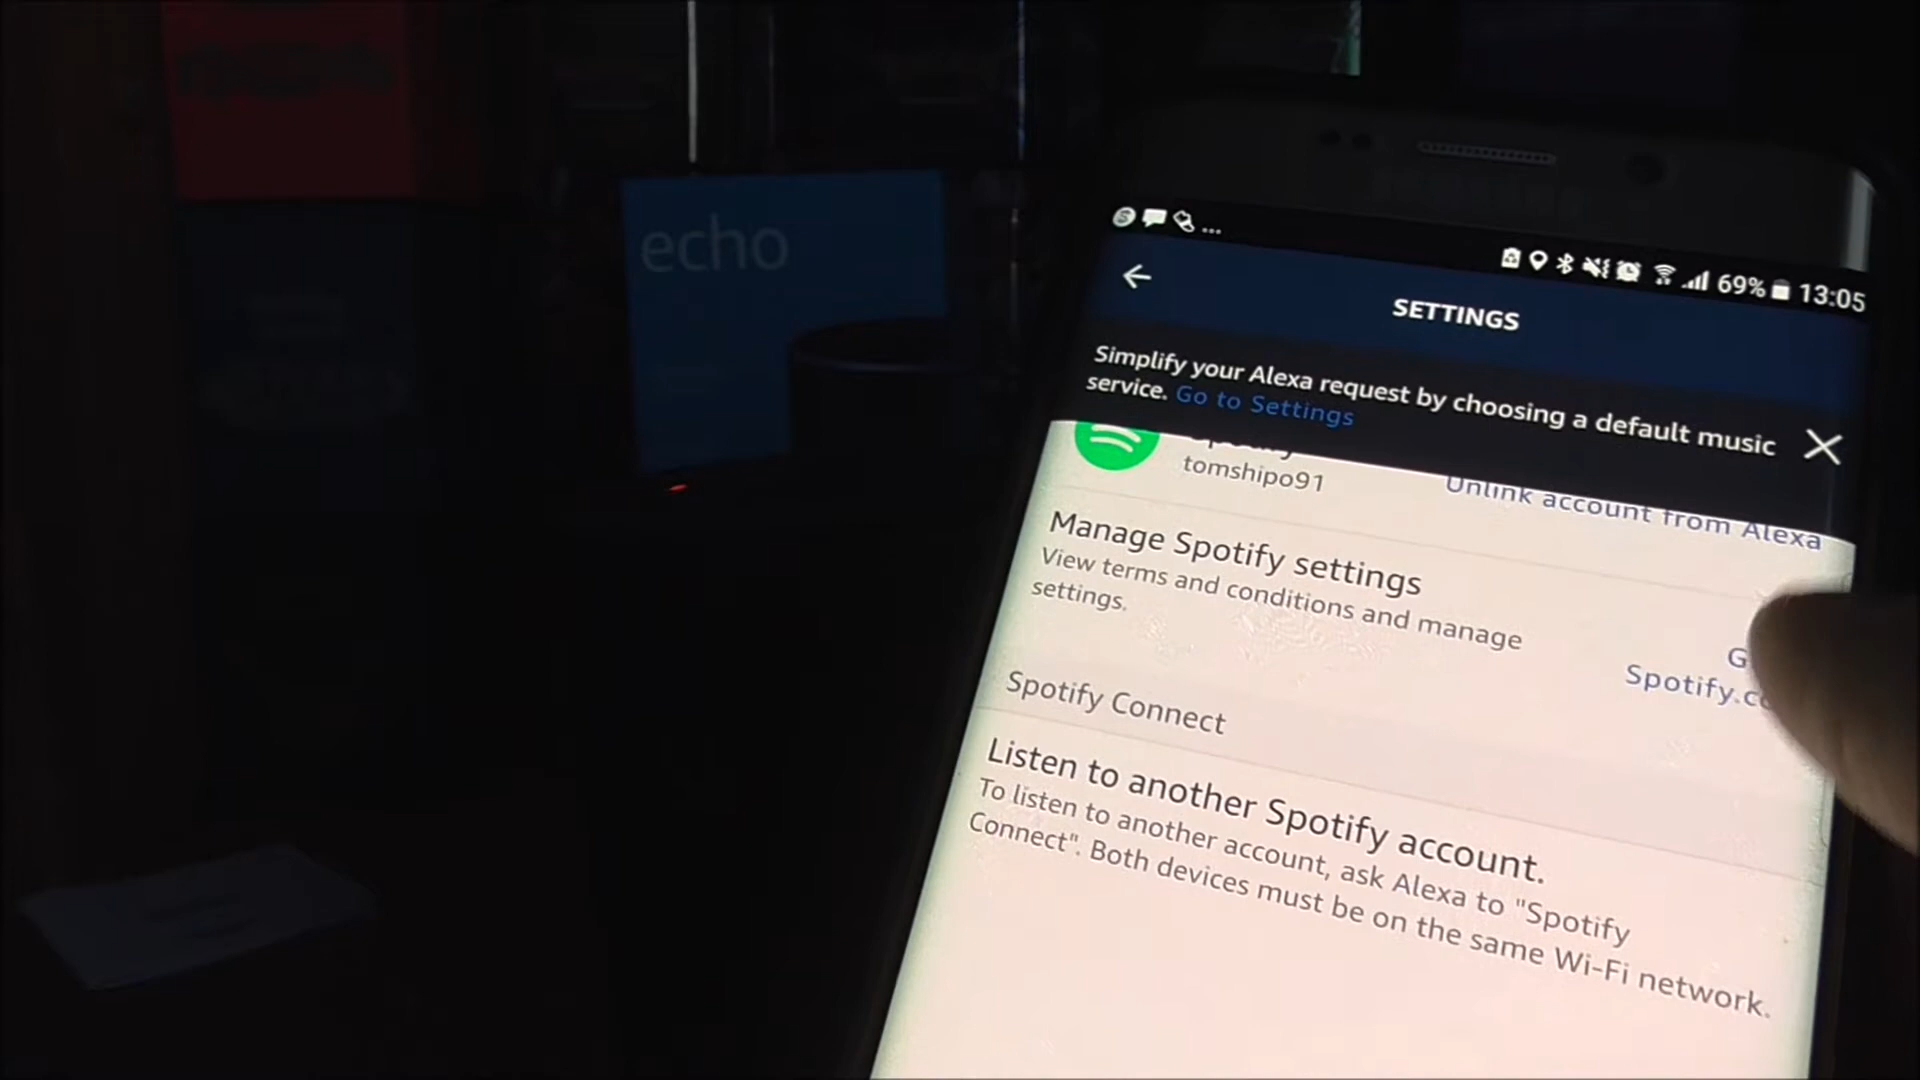 echo
69% 13:05
SETTINGS
Simplify your Alexa request by choosing a default music
service. Go to Settings
Spotify
tomshipo91
Unlink account from Alexa
Manage Spotify settings
View terms and conditions and manage
settings.
Spotify Connect
Listen to another Spotify account.
To listen to another account, ask Alexa to "Spotify
Connect". Both devices must be on the same Wi-Fi network.